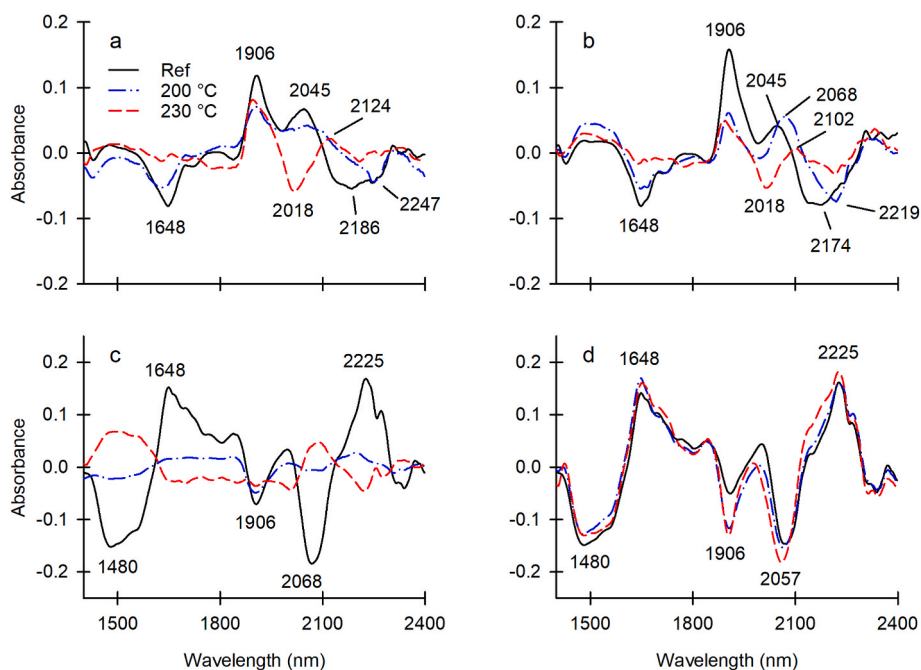 0.2
0.1
0.0
-0.1
-0.2
Absorbance
a
Ref
200 °C
230 °C
1906
2045
2124
1648
2018
2186
2247
b
1906
2045
2068
2102
1648
2018
2174
2219
0.2
0.1
0.0
-0.1
-0.2
Absorbance
c
1648
2225
1480
1906
2068
1500 1800 2100 2400
Wavelength (nm)
d
1648
2225
1480
1906
2057
1500 1800 2100 2400
Wavelength (nm)